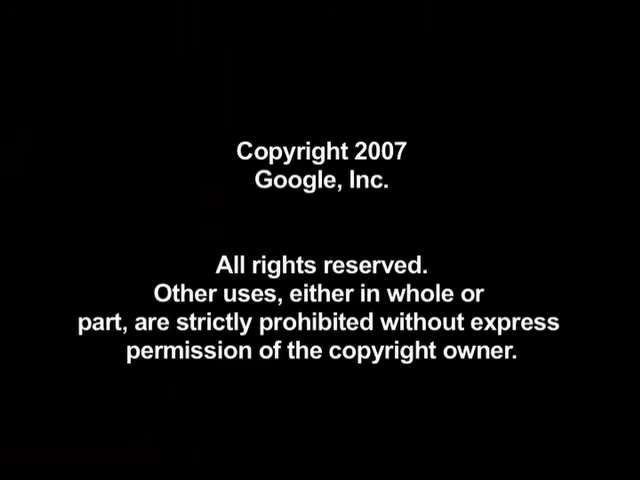 Copyright 2007
Google, Inc.
All rights reserved.
Other uses, either in whole or
part, are strictly prohibited without express
permission of the copyright owner.